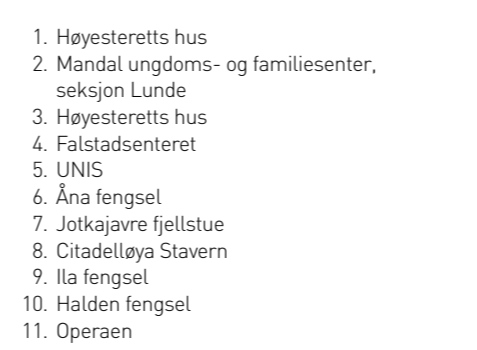 1. Høyesteretts hus
2. Mandal ungdoms- og familiesenter,
seksjon Lunde
3. Høyesteretts hus
4. Falstadsenteret
5. UNIS
6. Åna fengsel
7. Jotkajavre fjellstue
8. Citadelløya Stavern
9. Ila fengsel
10. Halden fengsel
11. Operaen